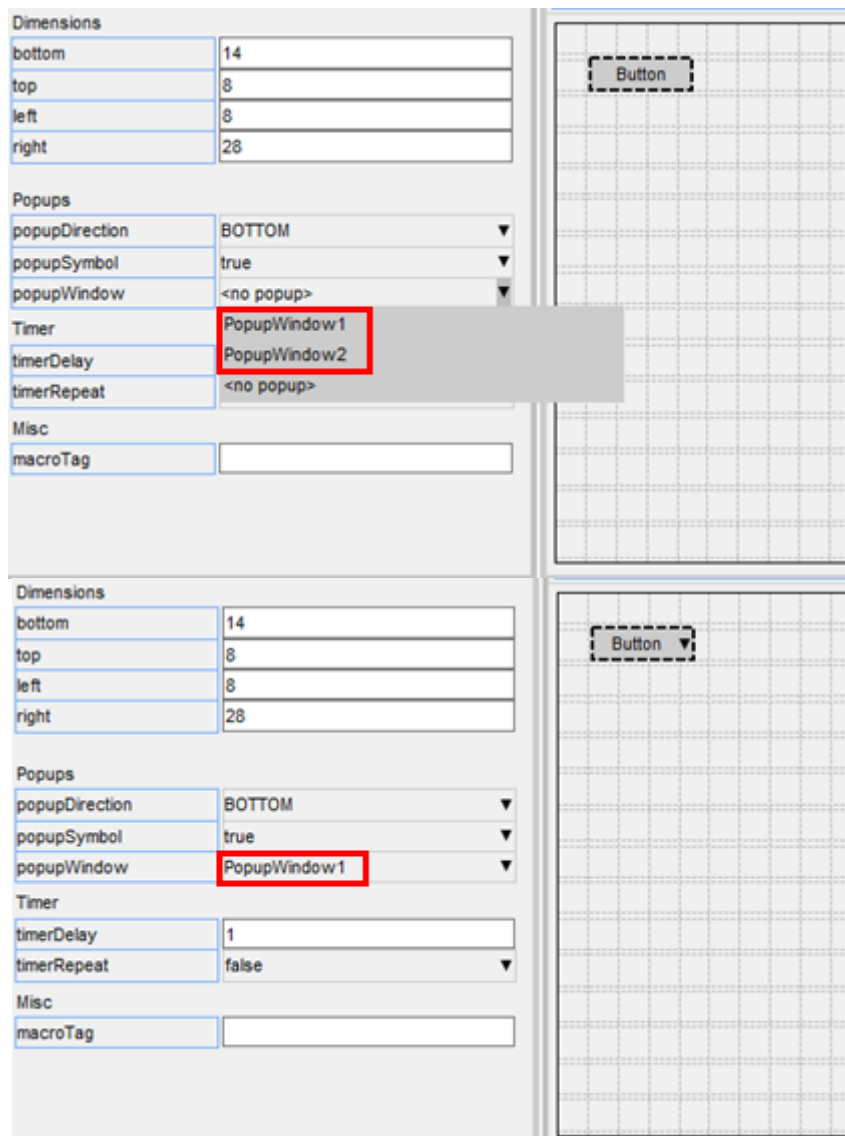 Dimensions
bottom 14
top 8
left 8
right 28
Popups
popupDirection BOTTOM ▼
popupSymbol true ▼
popupWindow <no popup> ▼
Timer PopupWindow1
timerDelay PopupWindow2
timerRepeat <no popup>
Misc
macroTag
Button
Dimensions
bottom 14
top 8
left 8
right 28
Popups
popupDirection BOTTOM ▼
popupSymbol true ▼
popupWindow PopupWindow1 ▼
Timer
timerDelay 1
timerRepeat false ▼
Misc
macroTag
Button ▼